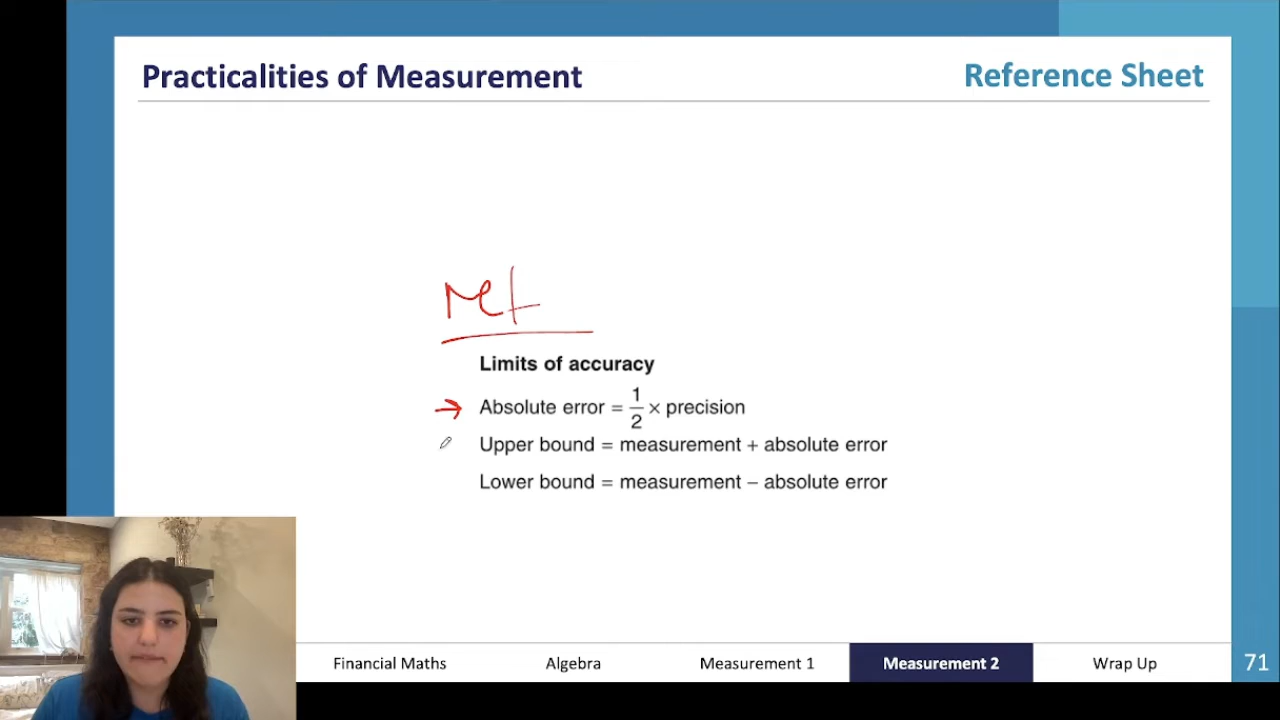 Practicalities of Measurement
Reference Sheet
Ref
Limits of accuracy
Absolute error = 1/2 × precision
Upper bound = measurement + absolute error
Lower bound = measurement − absolute error
Financial Maths
Algebra
Measurement 1
Measurement 2
Wrap Up
71